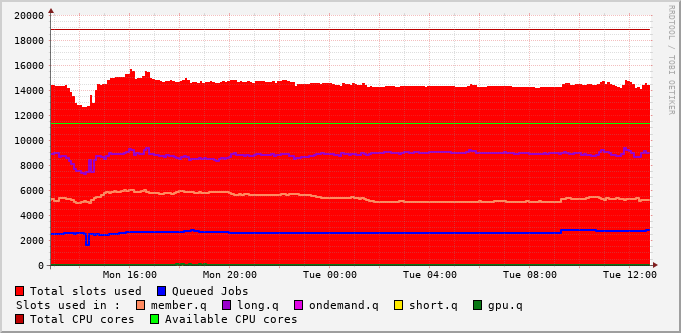 RRDTOOL / TOBI OETIKER
20000
18000
16000
14000
12000
10000
8000
6000
4000
2000
0
Mon 16:00 Mon 20:00 Tue 00:00 Tue 04:00 Tue 08:00 Tue 12:00
Total slots used Queued Jobs
Slots used in : member.q long.q ondemand.q short.q gpu.q
Total CPU cores Available CPU cores